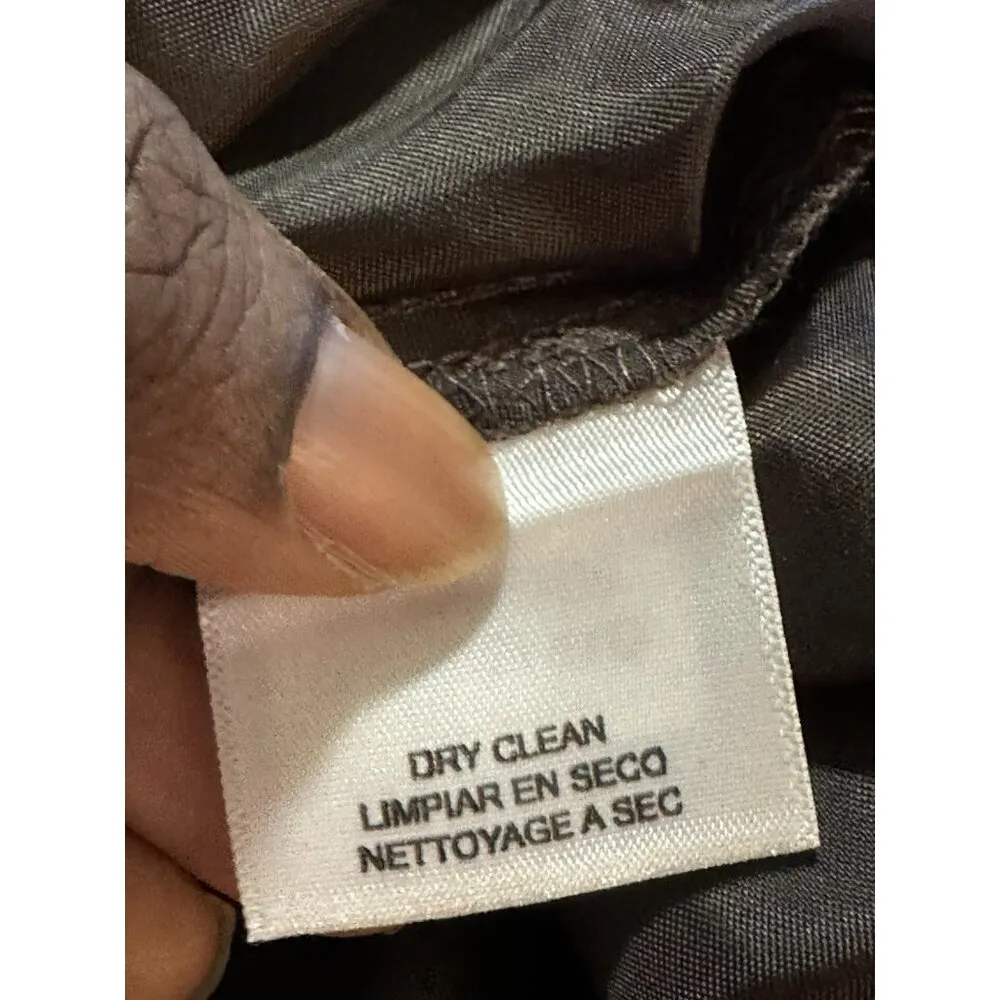 DRY CLEAN
LIMPIAR EN SECO
NETTOYAGE A SEC